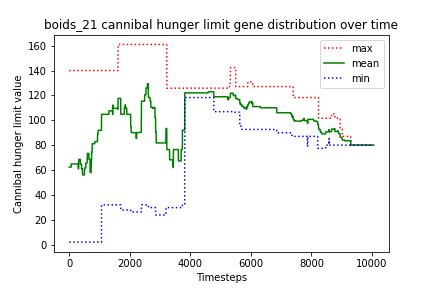 boids_21 cannibal hunger limit gene distribution over time
Cannibal hunger limit value
160
140
120
100
80
60
40
20
0
max
mean
min
0 2000 4000 6000 8000 10000
Timesteps